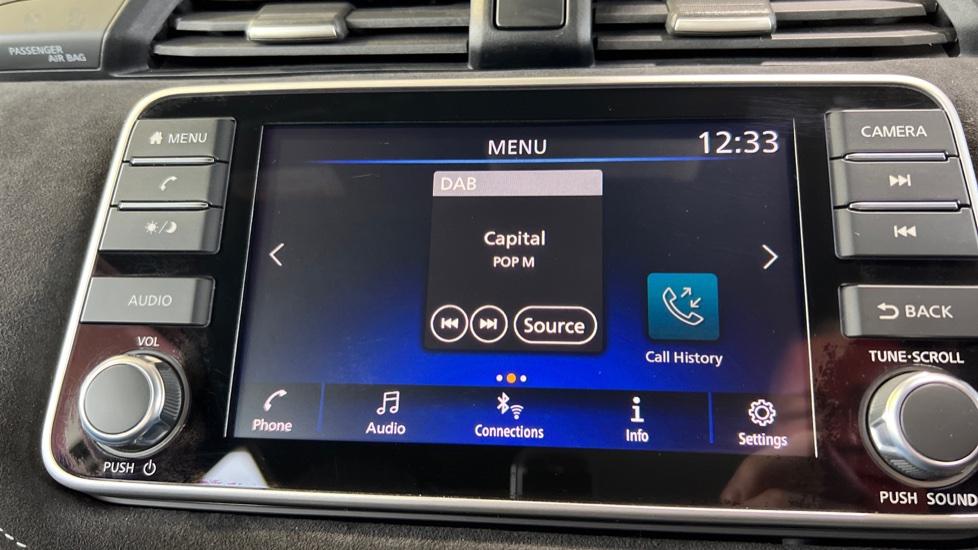 PASSENGER
AIR BAG
MENU
AUDIO
VOL
PUSH
MENU
12:33
DAB
Capital
POP M
Source
Call History
Phone
Audio
Connections
Info
Settings
CAMERA
BACK
TUNE•SCROLL
PUSH SOUND